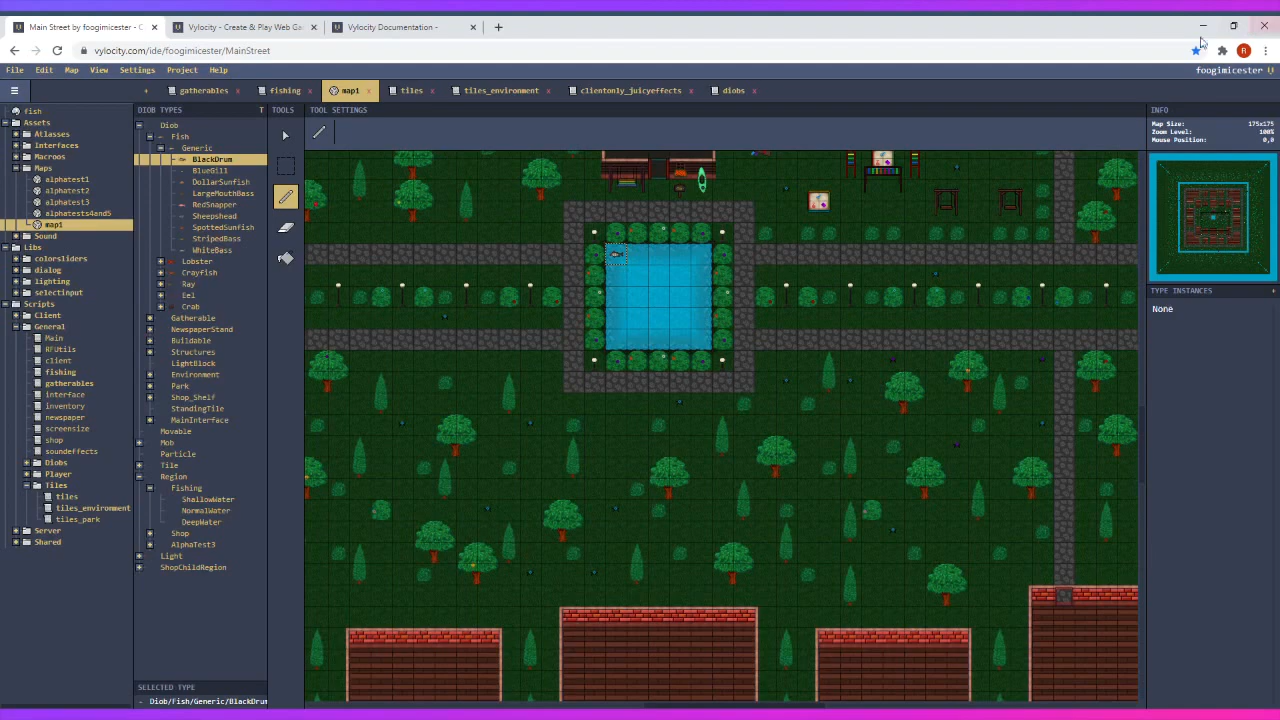 Main Street by foogimicester - C
Vylocity - Create & Play Web Ga
Vylocity Documentation -
vylocity.com/ide/foogimicester/MainStreet
R
File Edit Map View Settings Project Help
foogimicester
gatherables x
fishing x
map1 x
tiles x
tiles_environment x
clientonly_juicyeffects x
diobs x
fish
Assets
Atlasses
Interfaces
Macroos
Maps
alphatest1
alphatest2
alphatest3
alphatests4and5
map1
Sound
Libs
colorsliders
dialog
lighting
selectinput
Scripts
Client
General
Main
RFUtils
client
fishing
gatherables
interface
inventory
newspaper
screensize
shop
soundeffects
Diobs
Player
Tiles
tiles
tiles_environment
tiles_park
Server
Shared
DIOB TYPES T
Diob
Fish
Generic
BlackDrum
BlueGill
DollarSunfish
LargeMouthBass
RedSnapper
Sheepshead
SpottedSunfish
StripedBass
WhiteBass
Lobster
Crayfish
Ray
Eel
Crab
Gatherable
NewspaperStand
Buildable
Structures
LightBlock
Environment
Park
Shop_Shelf
StandingTile
MainInterface
Movable
Mob
Particle
Tile
Region
Fishing
ShallowWater
NormalWater
DeepWater
Shop
AlphaTest3
Light
ShopChildRegion
SELECTED TYPE
- Diob/Fish/Generic/BlackDrum
TOOLS
TOOL SETTINGS
INFO
Map Size: 175x175
Zoom Level: 100%
Mouse Position: 0,0
TYPE INSTANCES +
None